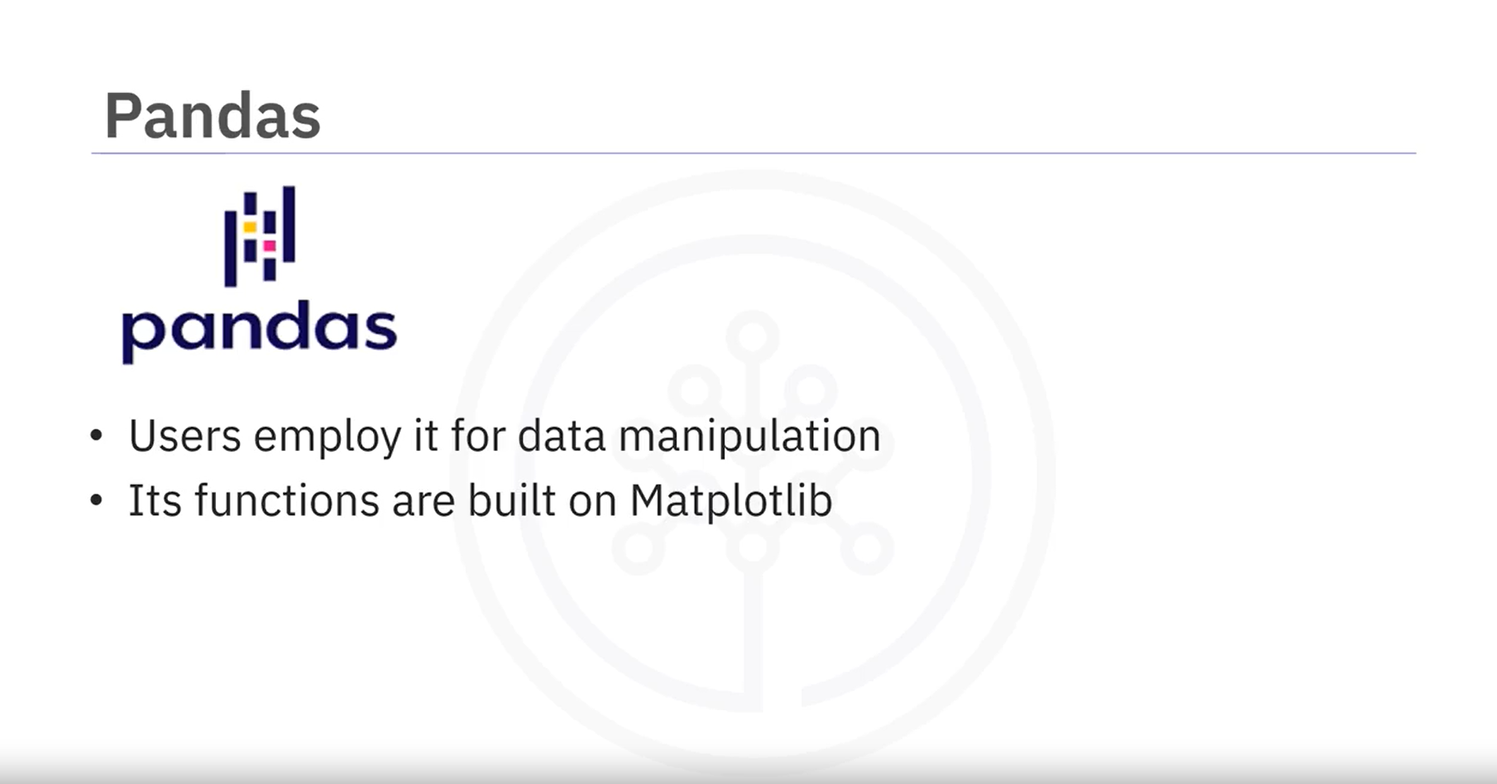 Pandas
pandas
• Users employ it for data manipulation
• Its functions are built on Matplotlib